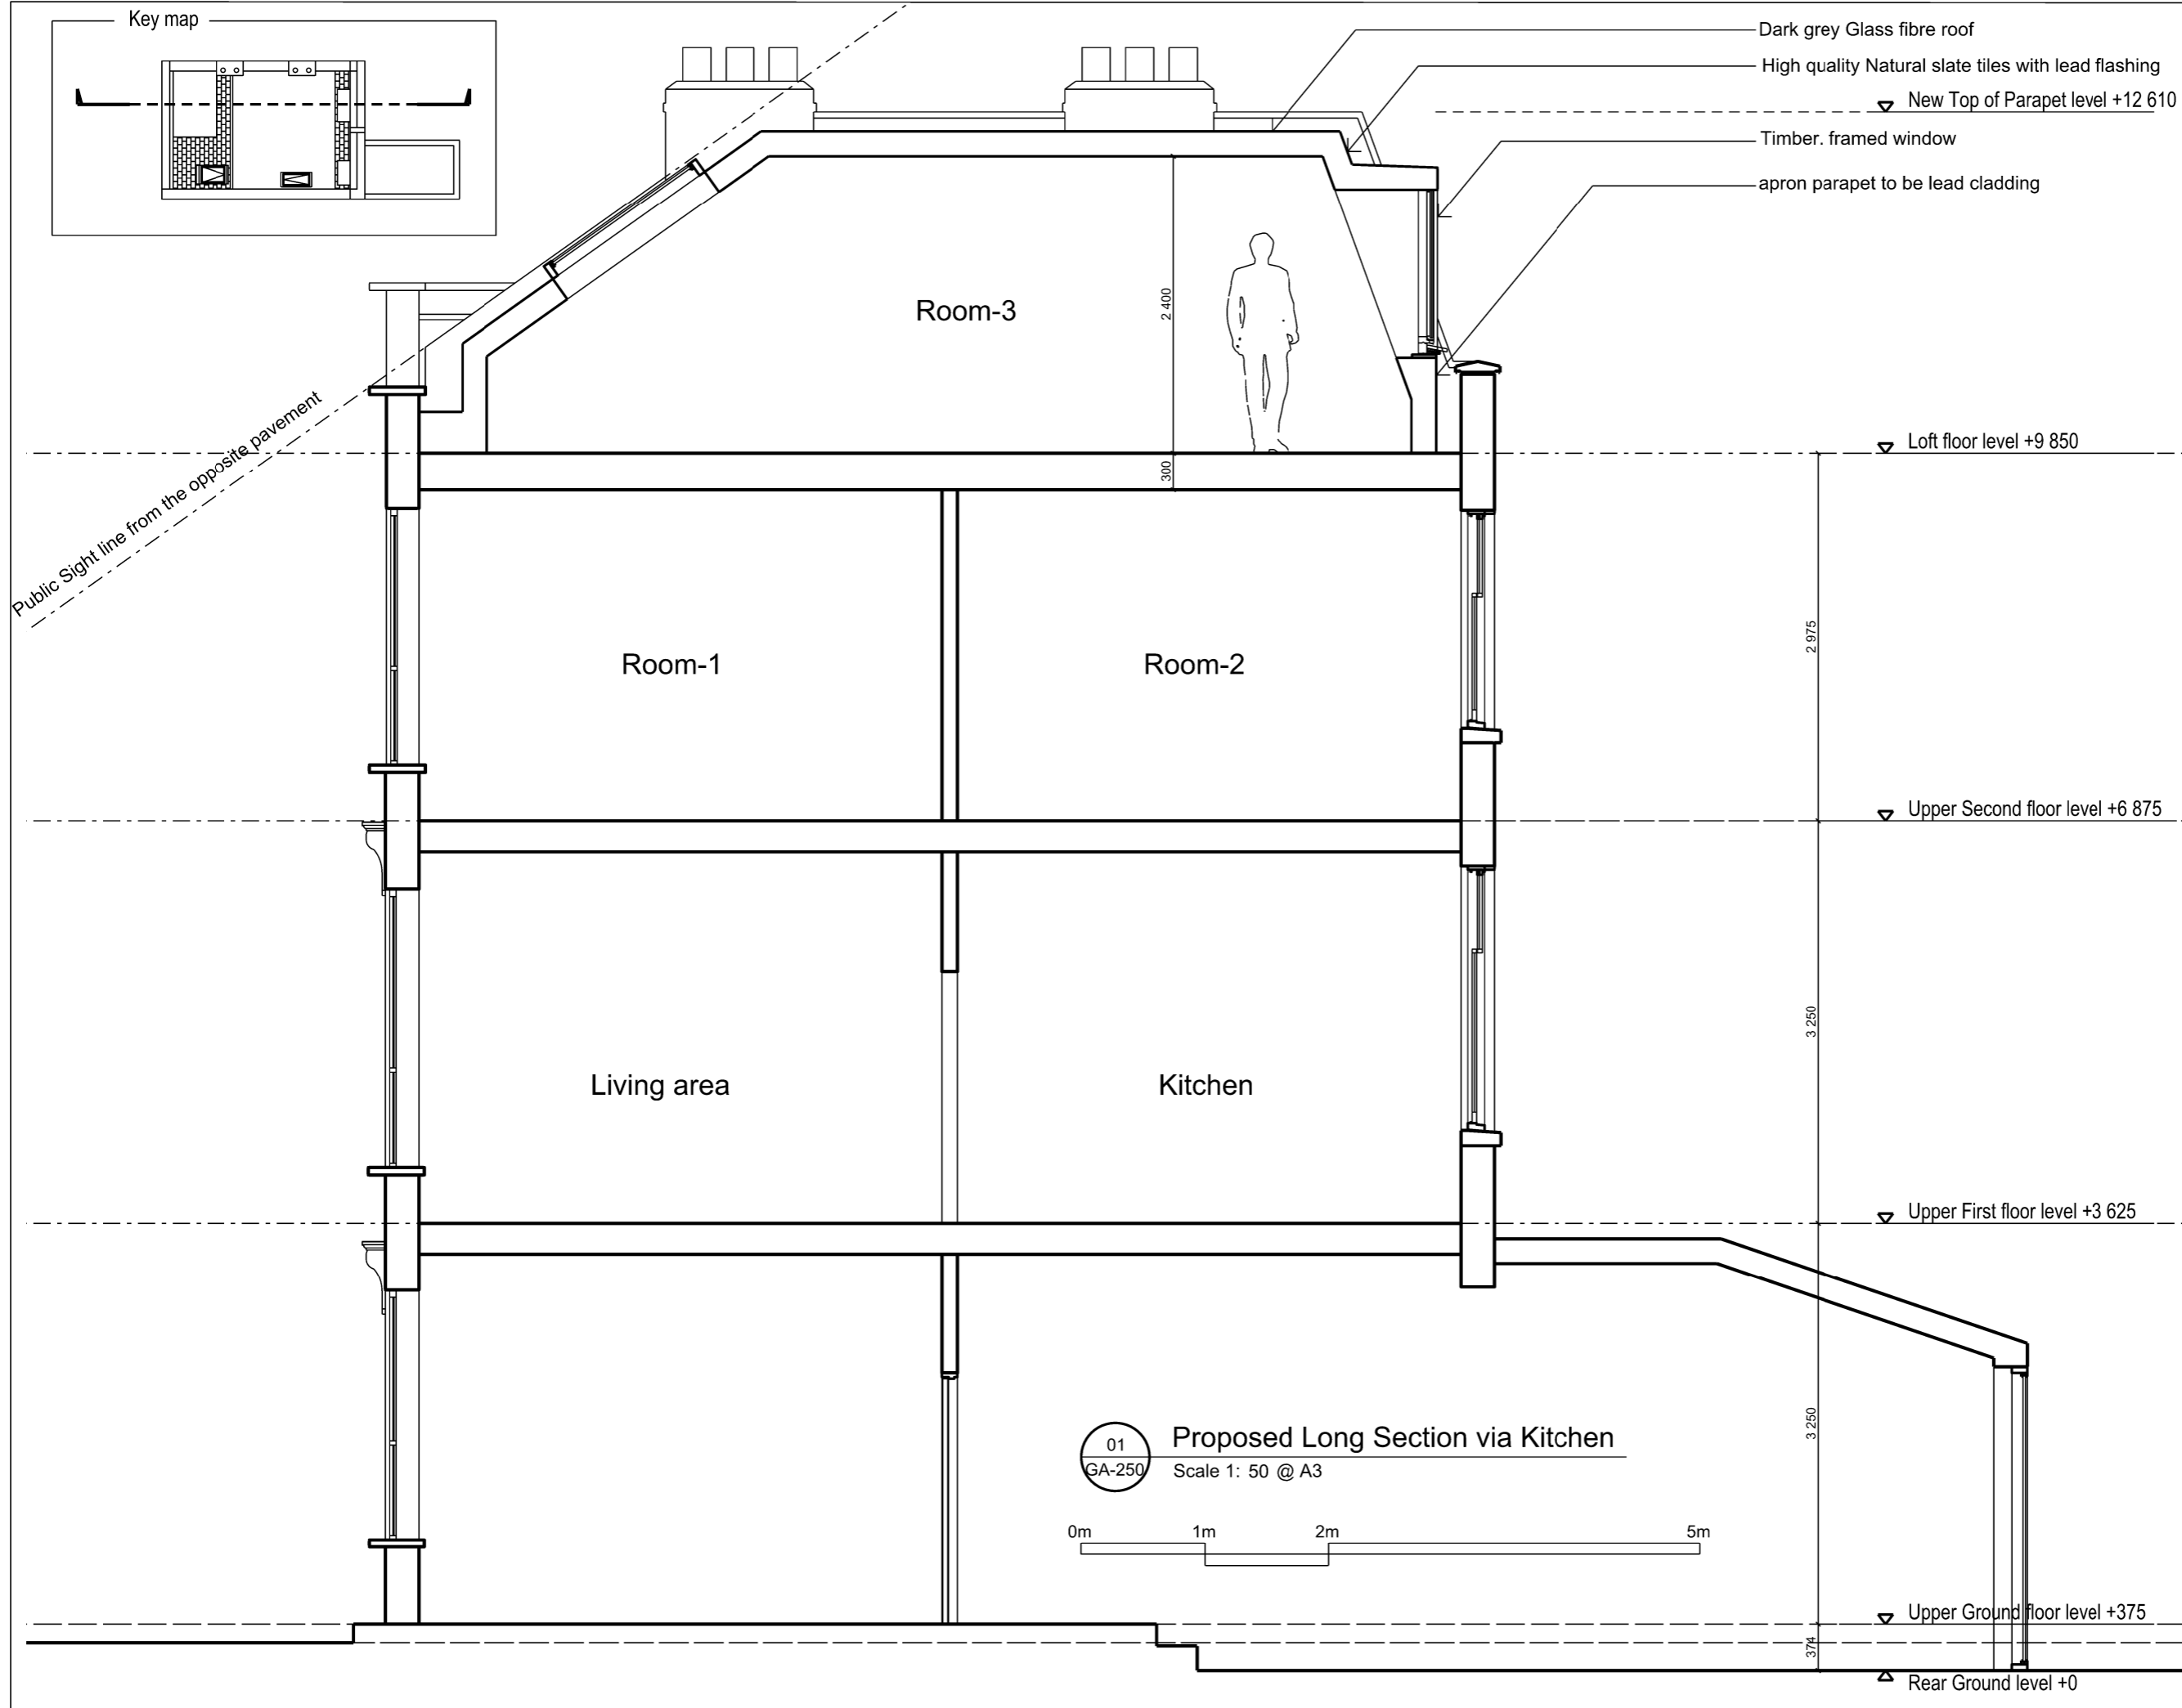 Key map
Dark grey Glass fibre roof
High quality Natural slate tiles with lead flashing
New Top of Parapet level +12 610
Timber. framed window
apron parapet to be lead cladding
Room-3
2 400
Public Sight line from the opposite pavement
Loft floor level +9 850
300
Room-1
Room-2
2 975
Upper Second floor level +6 875
3 250
Living area
Kitchen
Upper First floor level +3 625
3 250
01
GA-250
Proposed Long Section via Kitchen
Scale 1: 50 @ A3
0m 1m 2m 5m
Upper Ground floor level +375
374
Rear Ground level +0